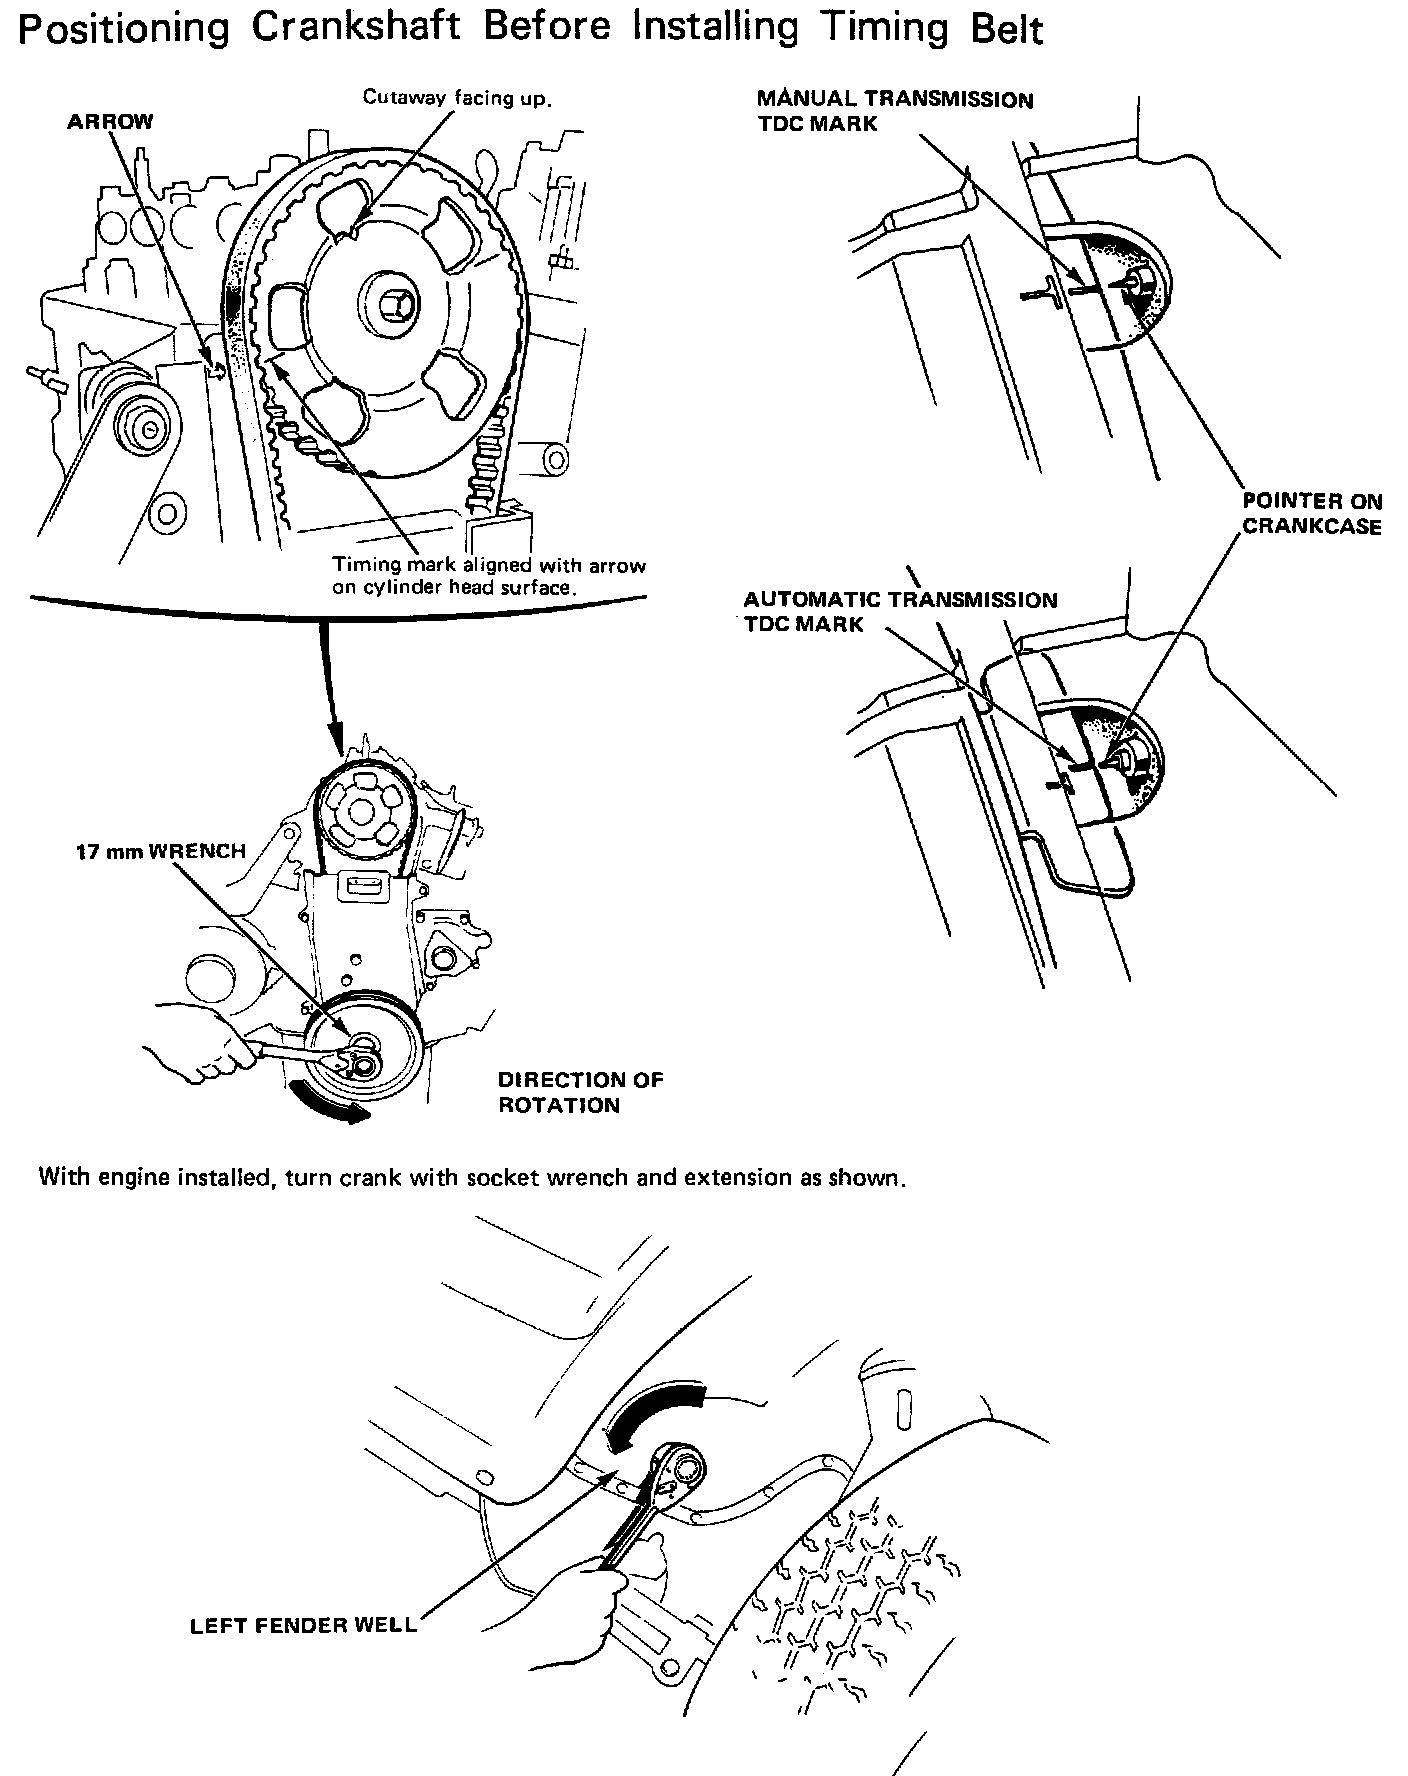 Positioning Crankshaft Before Installing Timing Belt
Cutaway facing up.
ARROW
Timing mark aligned with arrow
on cylinder head surface.
MANUAL TRANSMISSION
TDC MARK
POINTER ON
CRANKCASE
AUTOMATIC TRANSMISSION
TDC MARK
17 mm WRENCH
DIRECTION OF
ROTATION
With engine installed, turn crank with socket wrench and extension as shown.
LEFT FENDER WELL